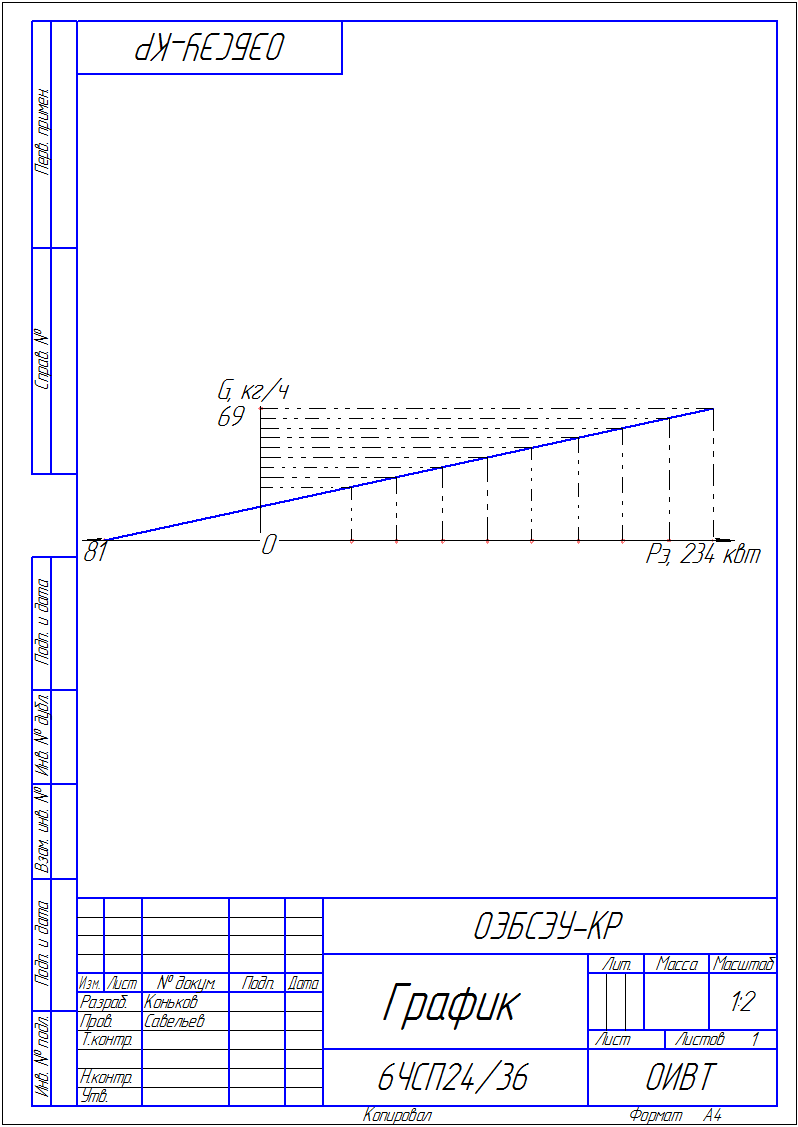 ОЭБСЭУ-КР
Перв. примен.
Справ. №
Подп. и дата
Инв. № дубл.
Взам. инв. №
Подп. и дата
Инв. № подл.
G, кг/ч
69
81
0
Рэ, 234 квт
ОЭБСЭУ-КР
Изм. Лист № докум. Подп. Дата
Разраб. Коньков
Пров. Савельев
Т.контр.
Н.контр.
Утв.
График
Лит. Масса Масштаб
1:2
Лист Листов 1
6ЧСП24/36
ОИВТ
Копировал Формат А4